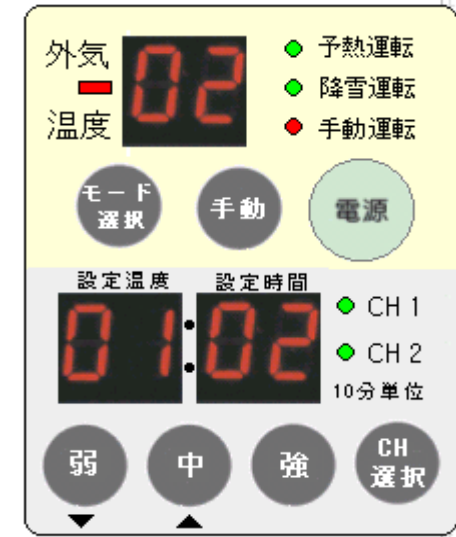 外気
温度
02
予熱運転
降雪運転
手動運転
モード
選択
手動
電源
設定温度 設定時間
01:02
CH 1
CH 2
10分単位
弱
中
強
CH
選択